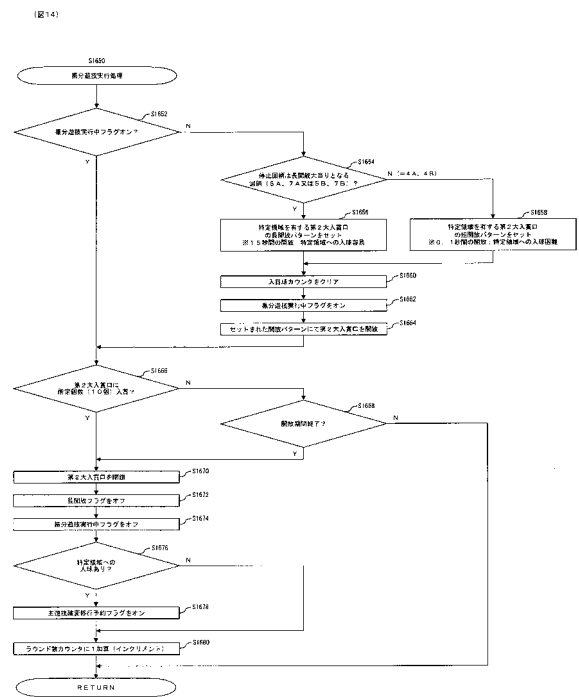 (図14)
S1650
振分遊技実行処理
S1652
振分遊技実行中フラグオン？
N
Y
S1654
停止図柄は長開放大当りとなる
図柄（5A、7A又は5B、7B）？
N (=4A、4B)
Y
S1656
特定領域を有する第2大入賞口
の長開放パターンをセット
※15秒間の開放：特定領域への入球容易
S1658
特定領域を有する第2大入賞口
の短開放パターンをセット
※0．1秒間の開放：特定領域への入球困難
S1660
入賞球カウンタをクリア
S1662
振分遊技実行中フラグをオン
S1664
セットされた開放パターンにて第2大入賞口を開放
S1666
第2大入賞口に
所定個数（10個）入賞？
N
Y
S1668
開放期間終了？
N
Y
S1670
第2大入賞口を閉鎖
S1672
長開放フラグをオフ
S1674
振分遊技実行中フラグをオフ
S1676
特定領域への
入球あり？
N
Y
S1678
主遊技確変移行予約フラグをオン
S1680
ラウンド数カウンタに1加算（インクリメント）
RETURN